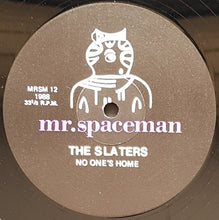 MRSM 12
1988
33⅓ R.P.M.
mr.spaceman
THE SLATERS
NO ONE'S HOME